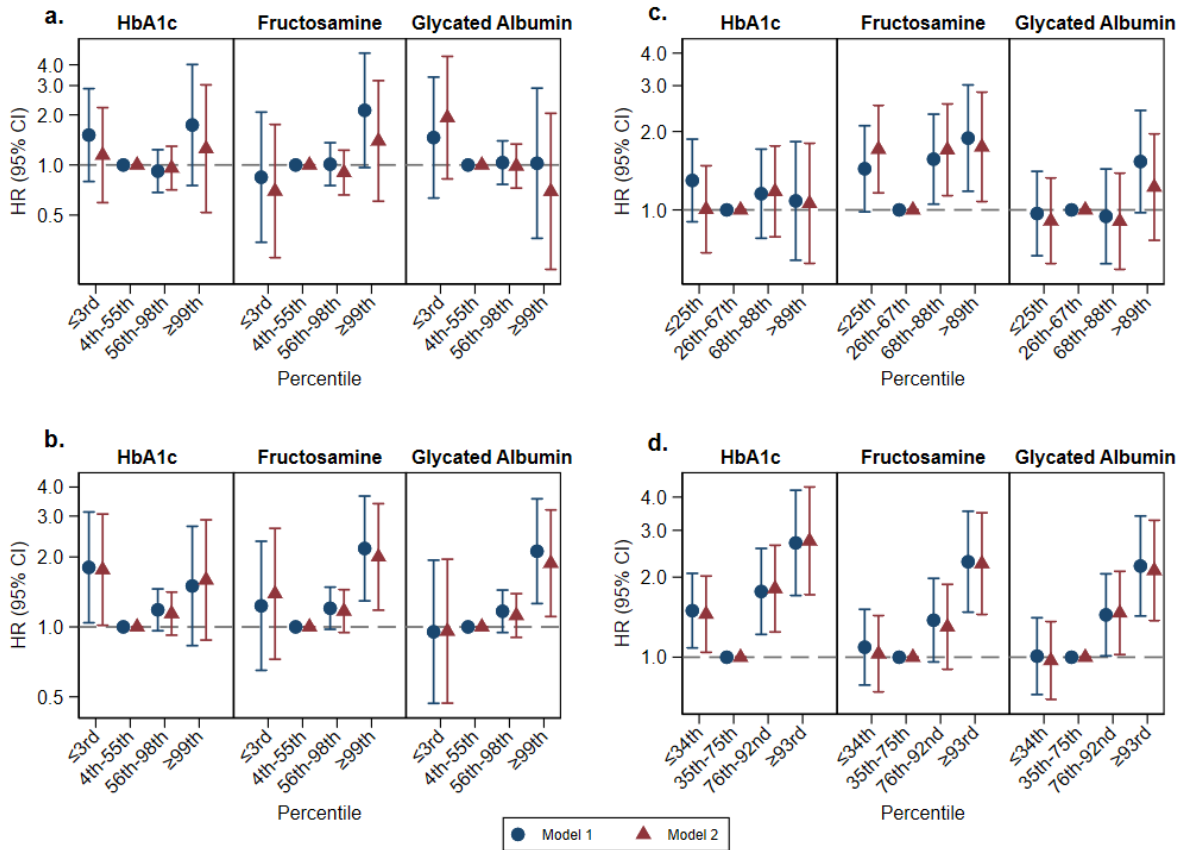 a.
HbA1c Fructosamine Glycated Albumin
HR (95% CI)
4.0
3.0
2.0
1.0
0.5
≤3rd 4th-55th 56th-98th ≥99th ≤3rd 4th-55th 56th-98th ≥99th ≤3rd 4th-55th 56th-98th ≥99th
Percentile
c.
HbA1c Fructosamine Glycated Albumin
HR (95% CI)
4.0
3.0
2.0
1.0
≤25th 26th-67th 68th-88th >89th ≤25th 26th-67th 68th-88th >89th ≤25th 26th-67th 68th-88th >89th
Percentile
b.
HbA1c Fructosamine Glycated Albumin
HR (95% CI)
4.0
3.0
2.0
1.0
0.5
≤3rd 4th-55th 56th-98th ≥99th ≤3rd 4th-55th 56th-98th ≥99th ≤3rd 4th-55th 56th-98th ≥99th
Percentile
d.
HbA1c Fructosamine Glycated Albumin
HR (95% CI)
4.0
3.0
2.0
1.0
≤34th 35th-75th 76th-92nd ≥93rd ≤34th 35th-75th 76th-92nd ≥93rd ≤34th 35th-75th 76th-92nd ≥93rd
Percentile
Model 1 Model 2